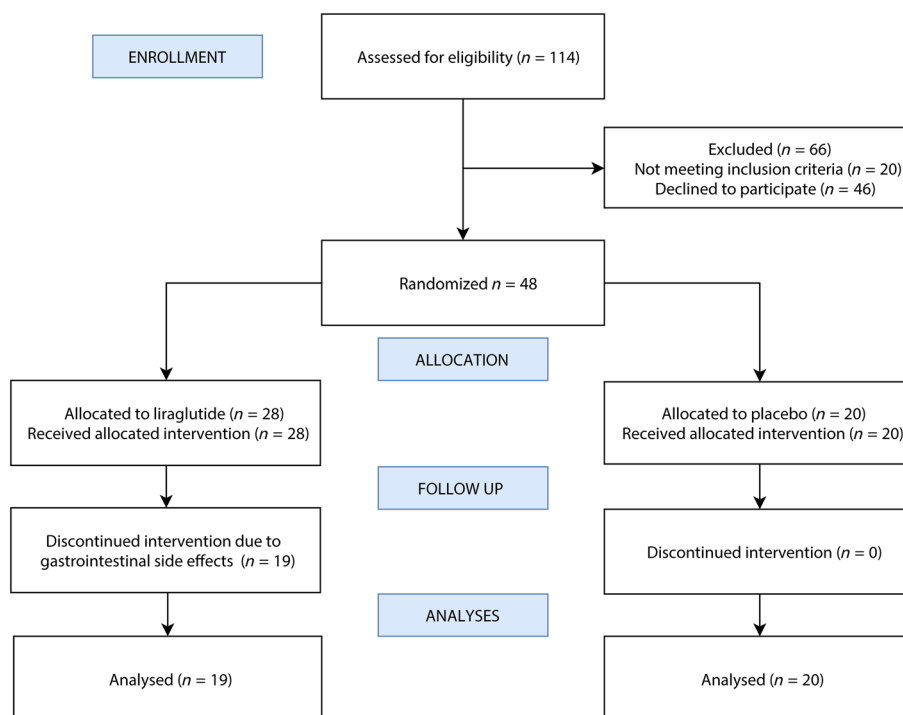 ENROLLMENT
Assessed for eligibility (n = 114)
Excluded (n = 66)
Not meeting inclusion criteria (n = 20)
Declined to participate (n = 46)
Randomized n = 48
ALLOCATION
Allocated to liraglutide (n = 28)
Received allocated intervention (n = 28)
Allocated to placebo (n = 20)
Received allocated intervention (n = 20)
FOLLOW UP
Discontinued intervention due to
gastrointestinal side effects (n = 19)
Discontinued intervention (n = 0)
ANALYSES
Analysed (n = 19)
Analysed (n = 20)